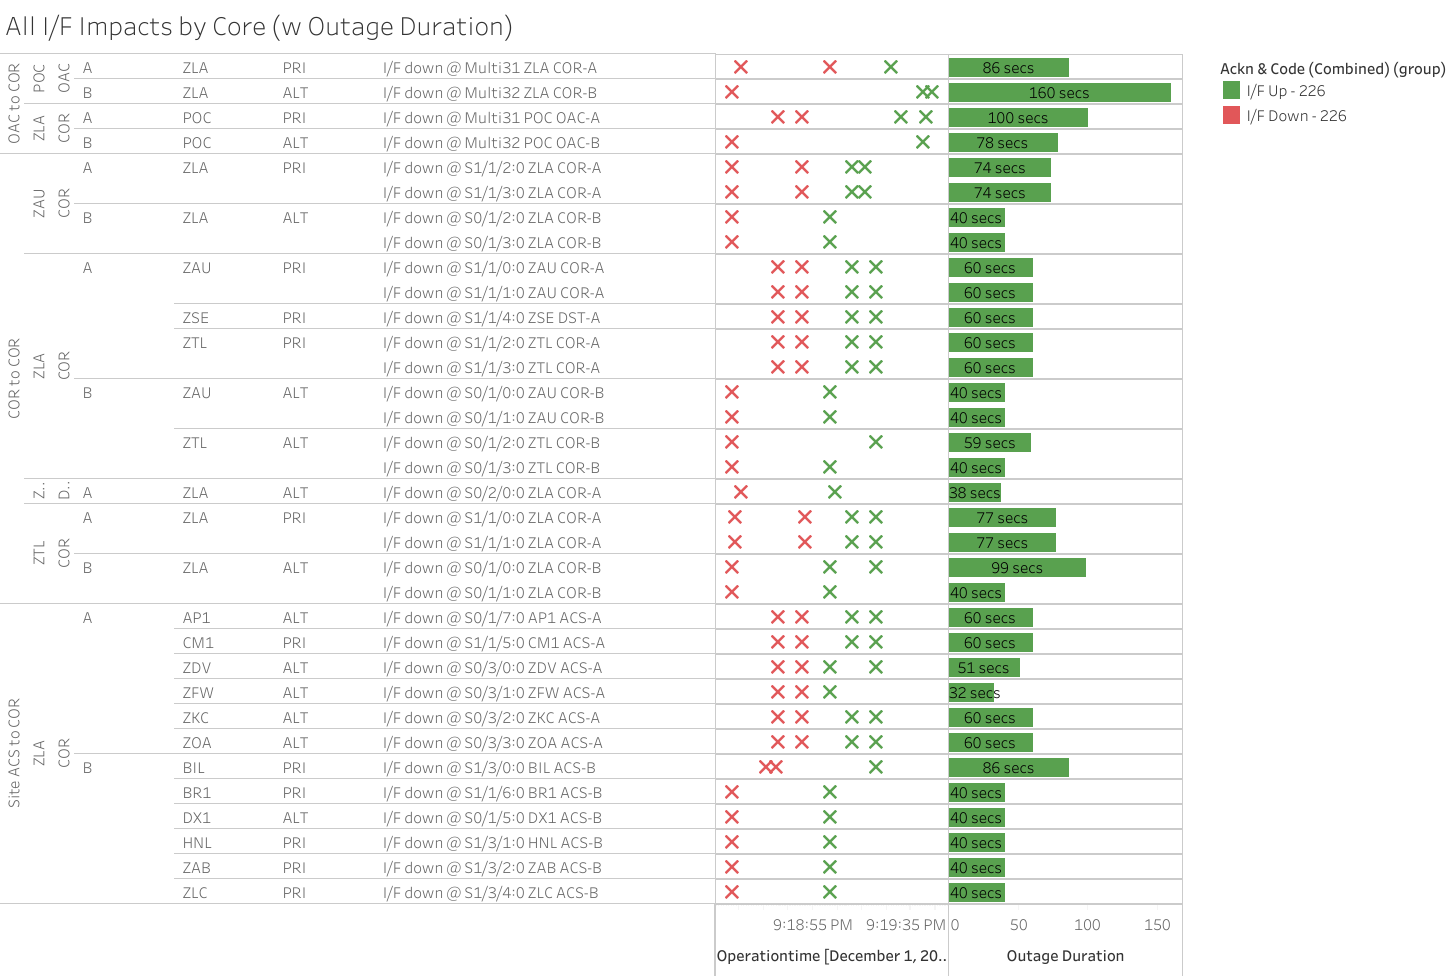 All I/F Impacts by Core (w Outage Duration)
Ackn & Code (Combined) (group)
I/F Up - 226
I/F Down - 226
OAC to COR
POC
OAC
A ZLA PRI I/F down @ Multi31 ZLA COR-A 86 secs
B ZLA ALT I/F down @ Multi32 ZLA COR-B 160 secs
ZLA
COR
A POC PRI I/F down @ Multi31 POC OAC-A 100 secs
B POC ALT I/F down @ Multi32 POC OAC-B 78 secs
COR to COR
ZAU
COR
A ZLA PRI I/F down @ S1/1/2:0 ZLA COR-A 74 secs
I/F down @ S1/1/3:0 ZLA COR-A 74 secs
B ZLA ALT I/F down @ S0/1/2:0 ZLA COR-B 40 secs
I/F down @ S0/1/3:0 ZLA COR-B 40 secs
ZLA
COR
A ZAU PRI I/F down @ S1/1/0:0 ZAU COR-A 60 secs
I/F down @ S1/1/1:0 ZAU COR-A 60 secs
ZSE PRI I/F down @ S1/1/4:0 ZSE DST-A 60 secs
ZTL PRI I/F down @ S1/1/2:0 ZTL COR-A 60 secs
I/F down @ S1/1/3:0 ZTL COR-A 60 secs
B ZAU ALT I/F down @ S0/1/0:0 ZAU COR-B 40 secs
I/F down @ S0/1/1:0 ZAU COR-B 40 secs
ZTL ALT I/F down @ S0/1/2:0 ZTL COR-B 59 secs
I/F down @ S0/1/3:0 ZTL COR-B 40 secs
Z..
D..
A ZLA ALT I/F down @ S0/2/0:0 ZLA COR-A 38 secs
ZTL
COR
A ZLA PRI I/F down @ S1/1/0:0 ZLA COR-A 77 secs
I/F down @ S1/1/1:0 ZLA COR-A 77 secs
B ZLA ALT I/F down @ S0/1/0:0 ZLA COR-B 99 secs
I/F down @ S0/1/1:0 ZLA COR-B 40 secs
Site ACS to COR
ZLA
COR
A AP1 ALT I/F down @ S0/1/7:0 AP1 ACS-A 60 secs
CM1 PRI I/F down @ S1/1/5:0 CM1 ACS-A 60 secs
ZDV ALT I/F down @ S0/3/0:0 ZDV ACS-A 51 secs
ZFW ALT I/F down @ S0/3/1:0 ZFW ACS-A 32 secs
ZKC ALT I/F down @ S0/3/2:0 ZKC ACS-A 60 secs
ZOA ALT I/F down @ S0/3/3:0 ZOA ACS-A 60 secs
B BIL PRI I/F down @ S1/3/0:0 BIL ACS-B 86 secs
BR1 PRI I/F down @ S1/1/6:0 BR1 ACS-B 40 secs
DX1 ALT I/F down @ S0/1/5:0 DX1 ACS-B 40 secs
HNL PRI I/F down @ S1/3/1:0 HNL ACS-B 40 secs
ZAB PRI I/F down @ S1/3/2:0 ZAB ACS-B 40 secs
ZLC PRI I/F down @ S1/3/4:0 ZLC ACS-B 40 secs
9:18:55 PM 9:19:35 PM 0 50 100 150
Operationtime [December 1, 20.. Outage Duration